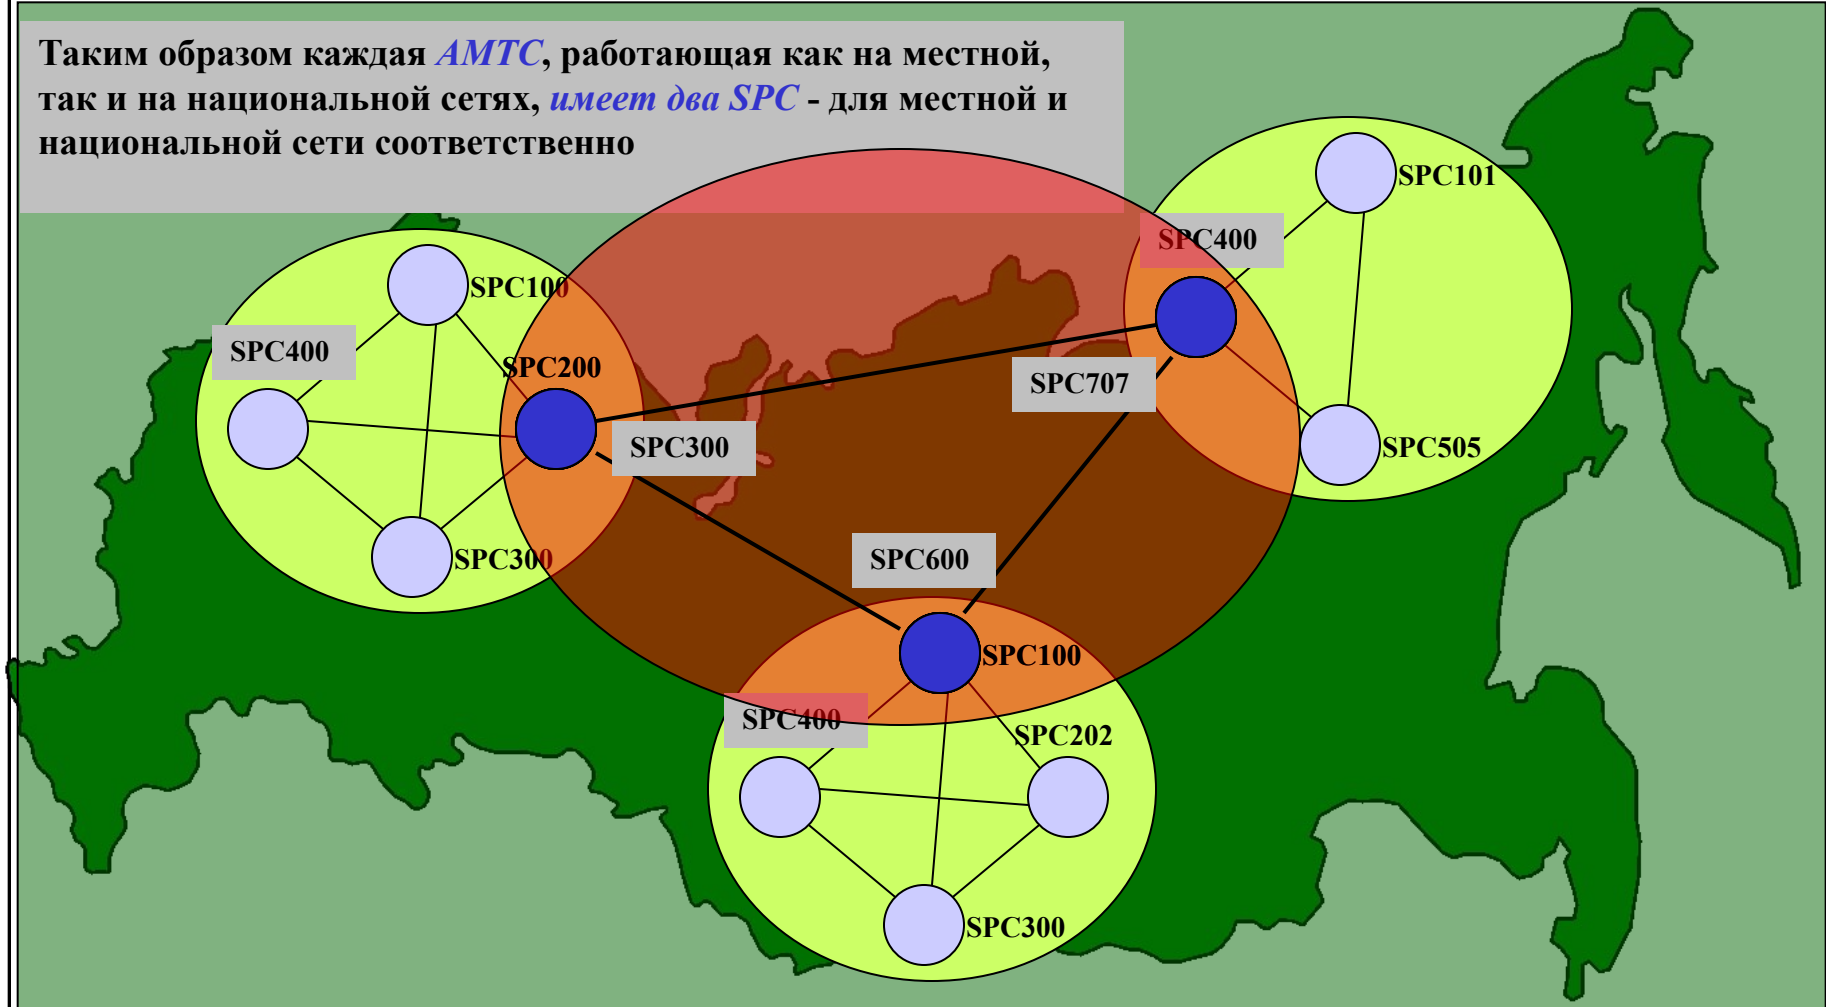 Таким образом каждая АМТС, работающая как на местной,
так и на национальной сетях, имеет два SPC - для местной и
национальной сети соответственно
SPC101
SPC400
SPC100
SPC400
SPC200
SPC707
SPC300
SPC505
SPC300
SPC600
SPC100
SPC400
SPC202
SPC300